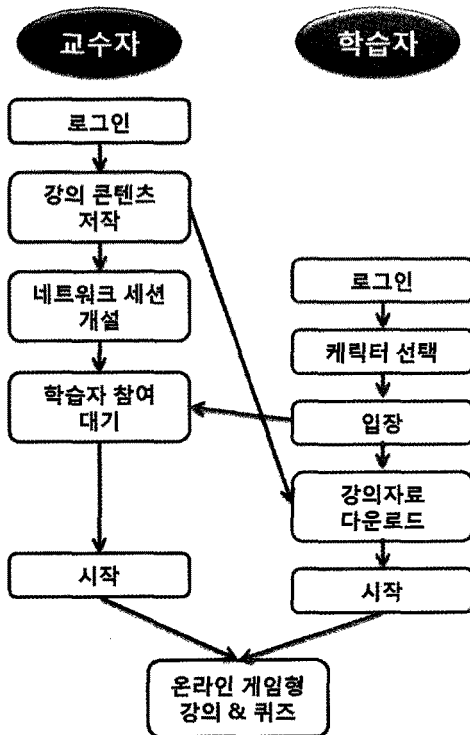 교수자
학습자
로그인
강의 콘텐츠
저작
네트워크 세션
개설
로그인
케릭터 선택
학습자 참여
대기
입장
강의자료
다운로드
시작
시작
온라인 게임형
강의 & 퀴즈